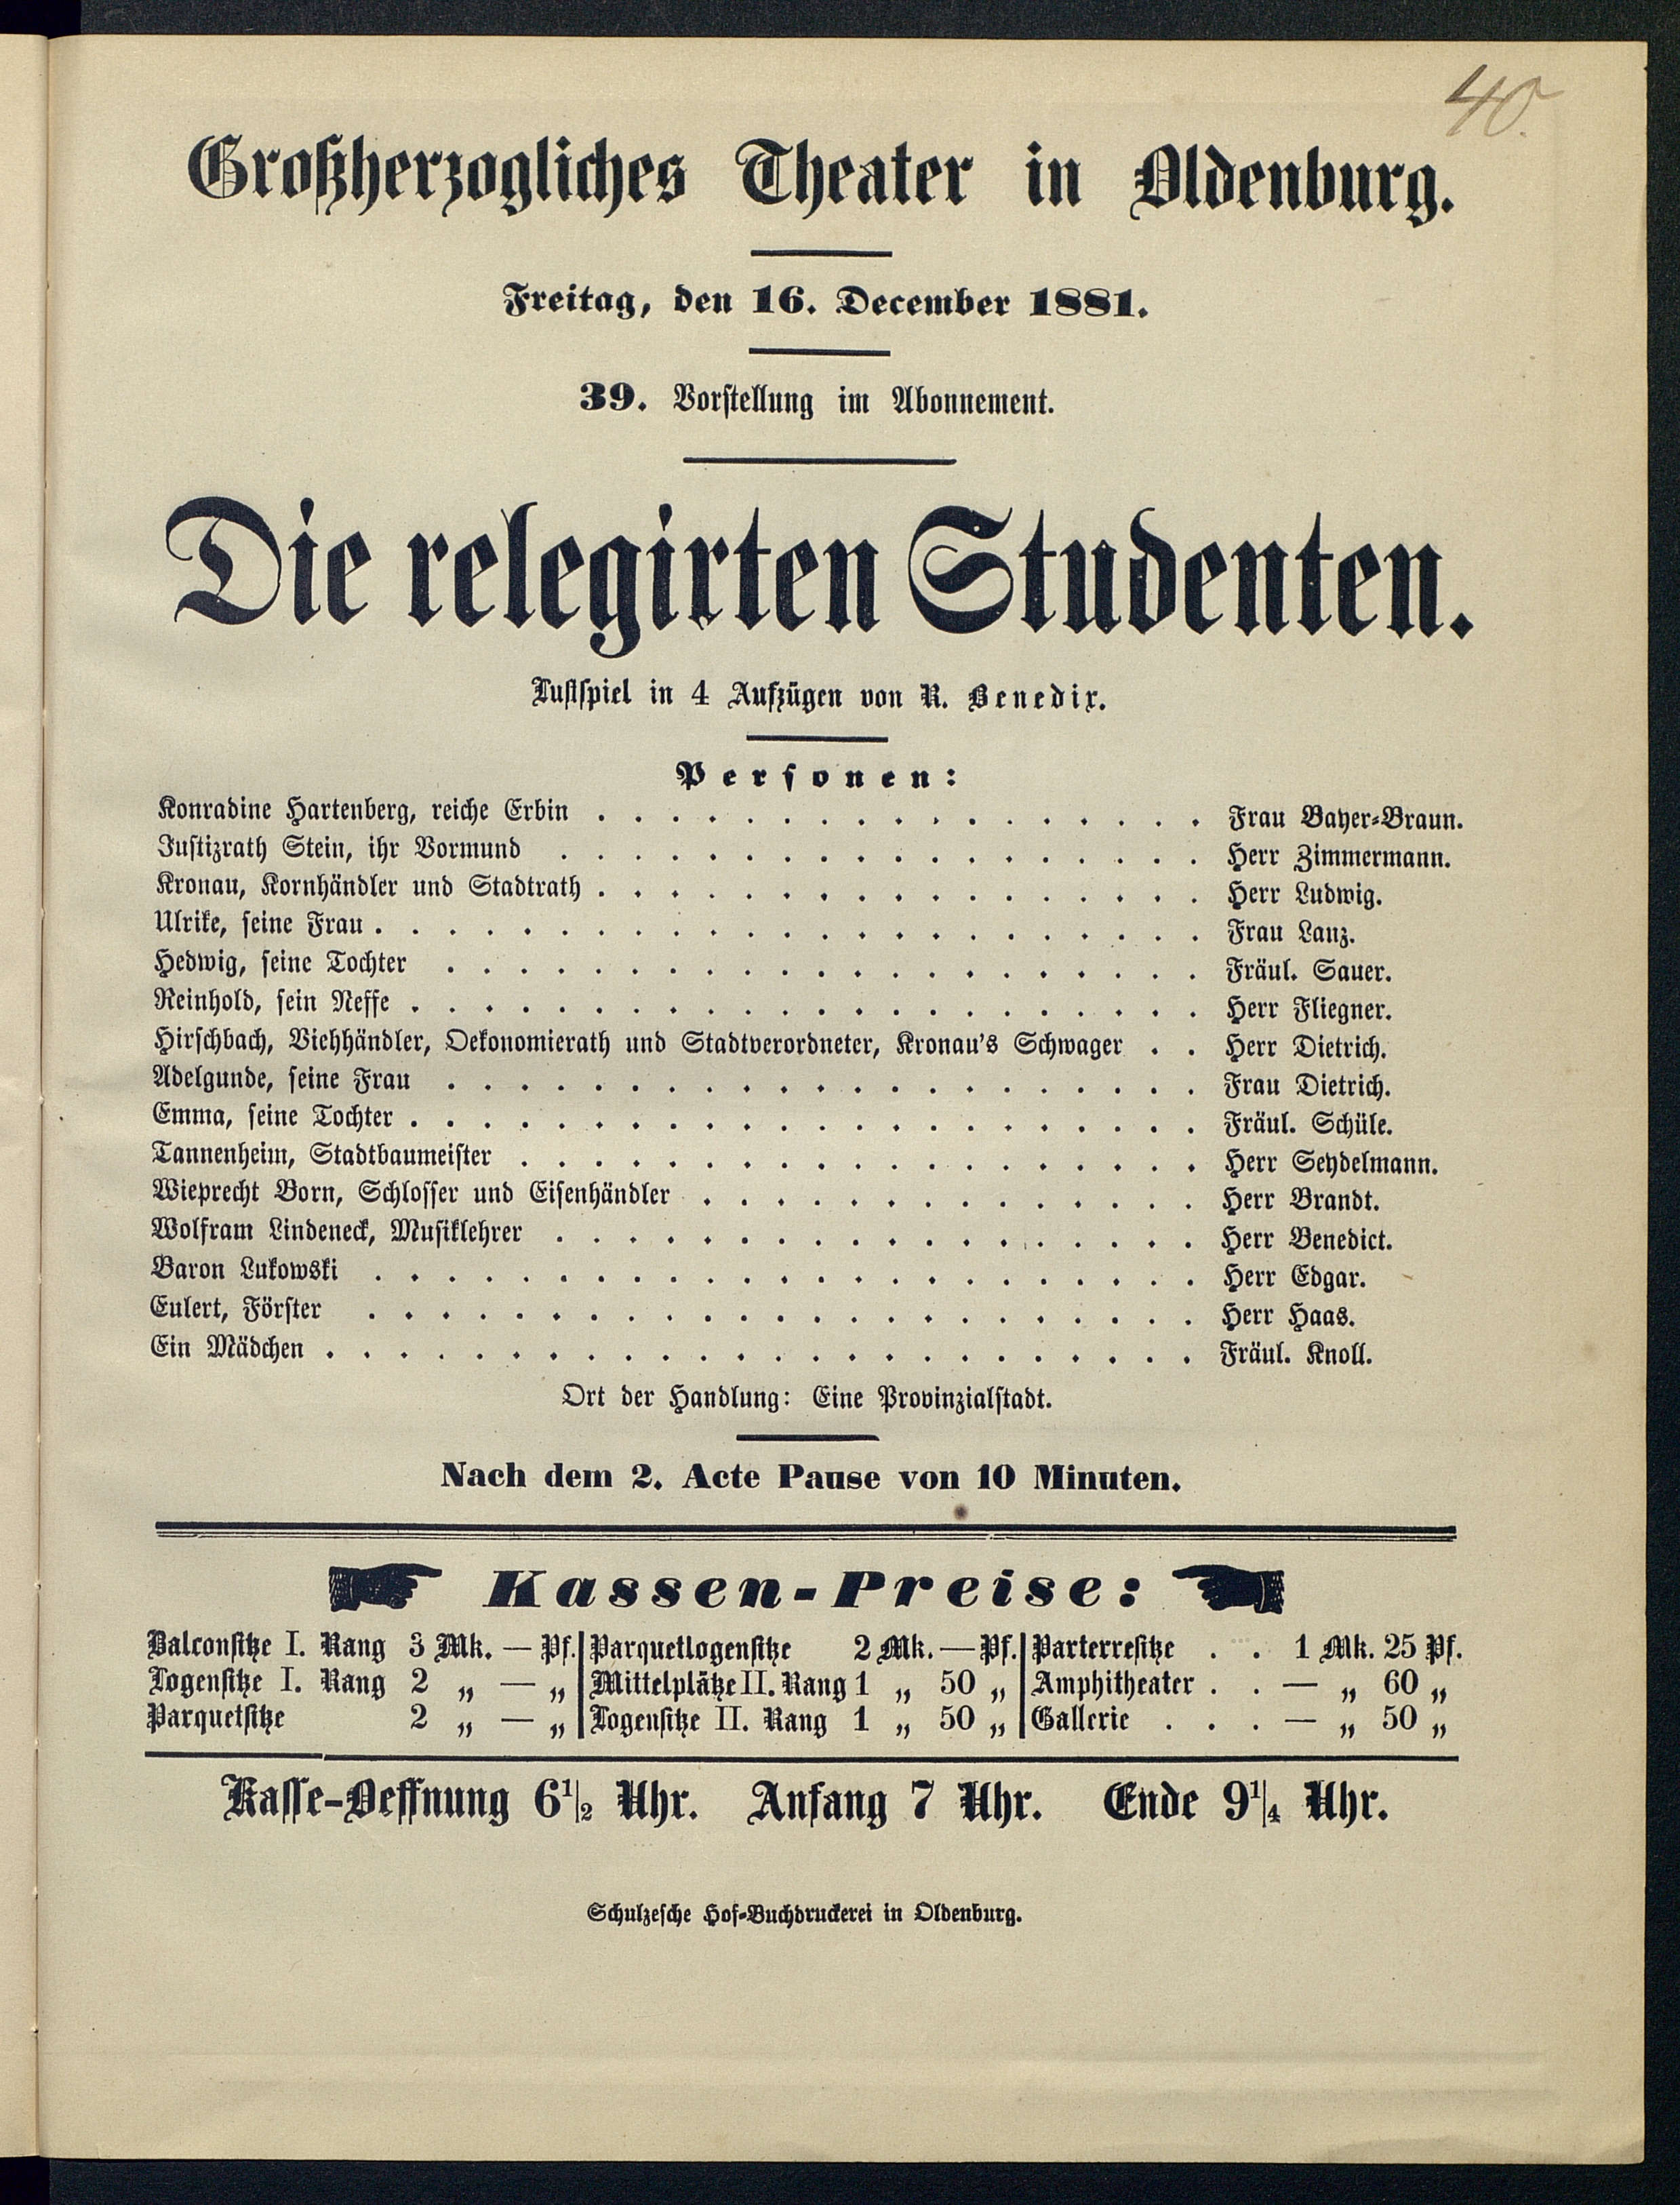 40.
Großherzogliches Theater in Oldenburg.
Freitag, den 16. December 1881.
39. Vorstellung im Abonnement.
Die relegirten Studenten.
Lustspiel in 4 Aufzügen von R. Benedix.
Personen:
Konradine Hartenberg, reiche Erbin . . . . . . . . . . . . . . . . . Frau Bayer-Braun.
Justizrath Stein, ihr Vormund . . . . . . . . . . . . . . . . . . Herr Zimmermann.
Kronau, Kornhändler und Stadtrath . . . . . . . . . . . . . . . . . Herr Ludwig.
Ulrike, seine Frau . . . . . . . . . . . . . . . . . . . . . . . Frau Lanz.
Hedwig, seine Tochter . . . . . . . . . . . . . . . . . . . . . Fräul. Sauer.
Reinhold, sein Neffe . . . . . . . . . . . . . . . . . . . . . . Herr Fliegner.
Hirschbach, Viehhändler, Oekonomierath und Stadtverordneter, Kronau's Schwager . . Herr Dietrich.
Adelgunde, seine Frau . . . . . . . . . . . . . . . . . . . . . Frau Dietrich.
Emma, seine Tochter . . . . . . . . . . . . . . . . . . . . . . Fräul. Schüle.
Tannenheim, Stadtbaumeister . . . . . . . . . . . . . . . . . . . Herr Seydelmann.
Wieprecht Born, Schlosser und Eisenhändler . . . . . . . . . . . . . . Herr Brandt.
Wolfram Lindeneck, Musiklehrer . . . . . . . . . . . . . . . . . . Herr Benedict.
Baron Lukowski . . . . . . . . . . . . . . . . . . . . . . . Herr Edgar.
Eulert, Förster . . . . . . . . . . . . . . . . . . . . . . . Herr Haas.
Ein Mädchen . . . . . . . . . . . . . . . . . . . . . . . . Fräul. Knoll.
Ort der Handlung: Eine Provinzialstadt.
Nach dem 2. Acte Pause von 10 Minuten.
Kassen-Preise:
Balconsitze I. Rang 3 Mk. — Pf. Parquetlogensitze 2 Mk. — Pf. Parterresitze . . 1 Mk. 25 Pf.
Logensitze I. Rang 2 „ — „ Mittelplätze II. Rang 1 „ 50 „ Amphitheater . . — „ 60 „
Parquetsitze 2 „ — „ Logensitze II. Rang 1 „ 50 „ Gallerie . . . — „ 50 „
Kasse-Oeffnung 6½ Uhr. Anfang 7 Uhr. Ende 9¼ Uhr.
Schulzesche Hof-Buchdruckerei in Oldenburg.